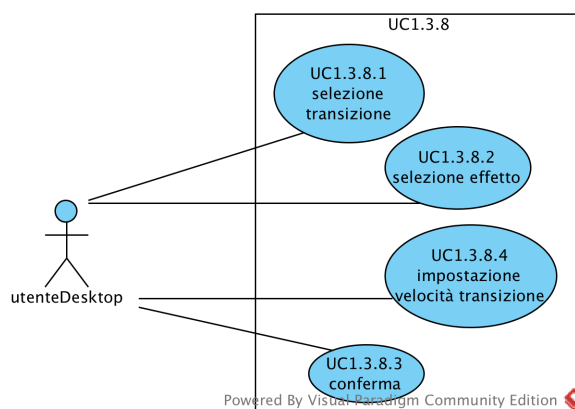 UC1.3.8
UC1.3.8.1
selezione
transizione
UC1.3.8.2
selezione effetto
UC1.3.8.4
impostazione
velocità transizione
utenteDesktop
UC1.3.8.3
conferma
Powered By Visual Paradigm Community Edition